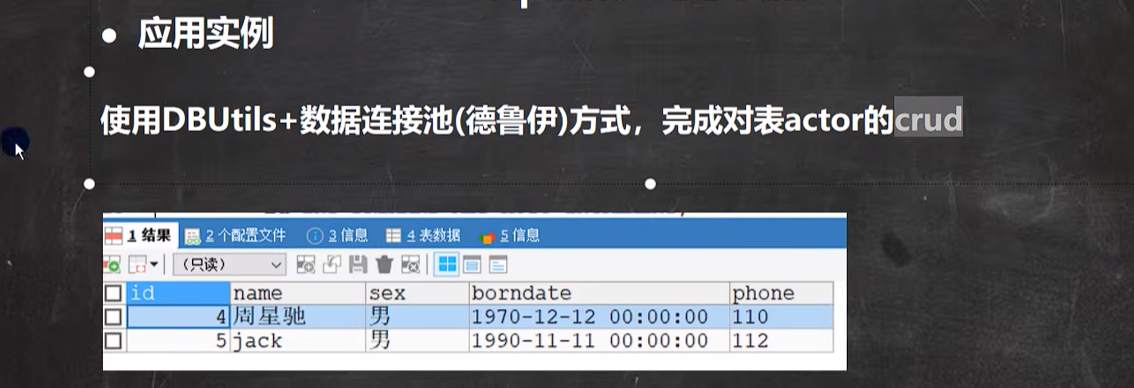 ● 应用实例
使用DBUtils+数据连接池(德鲁伊)方式，完成对表actor的crud
1 结果 2 个配置文件 3 信息 4 表数据 5 信息
(只读)
id name sex borndate phone
4 周星驰 男 1970-12-12 00:00:00 110
5 jack 男 1990-11-11 00:00:00 112